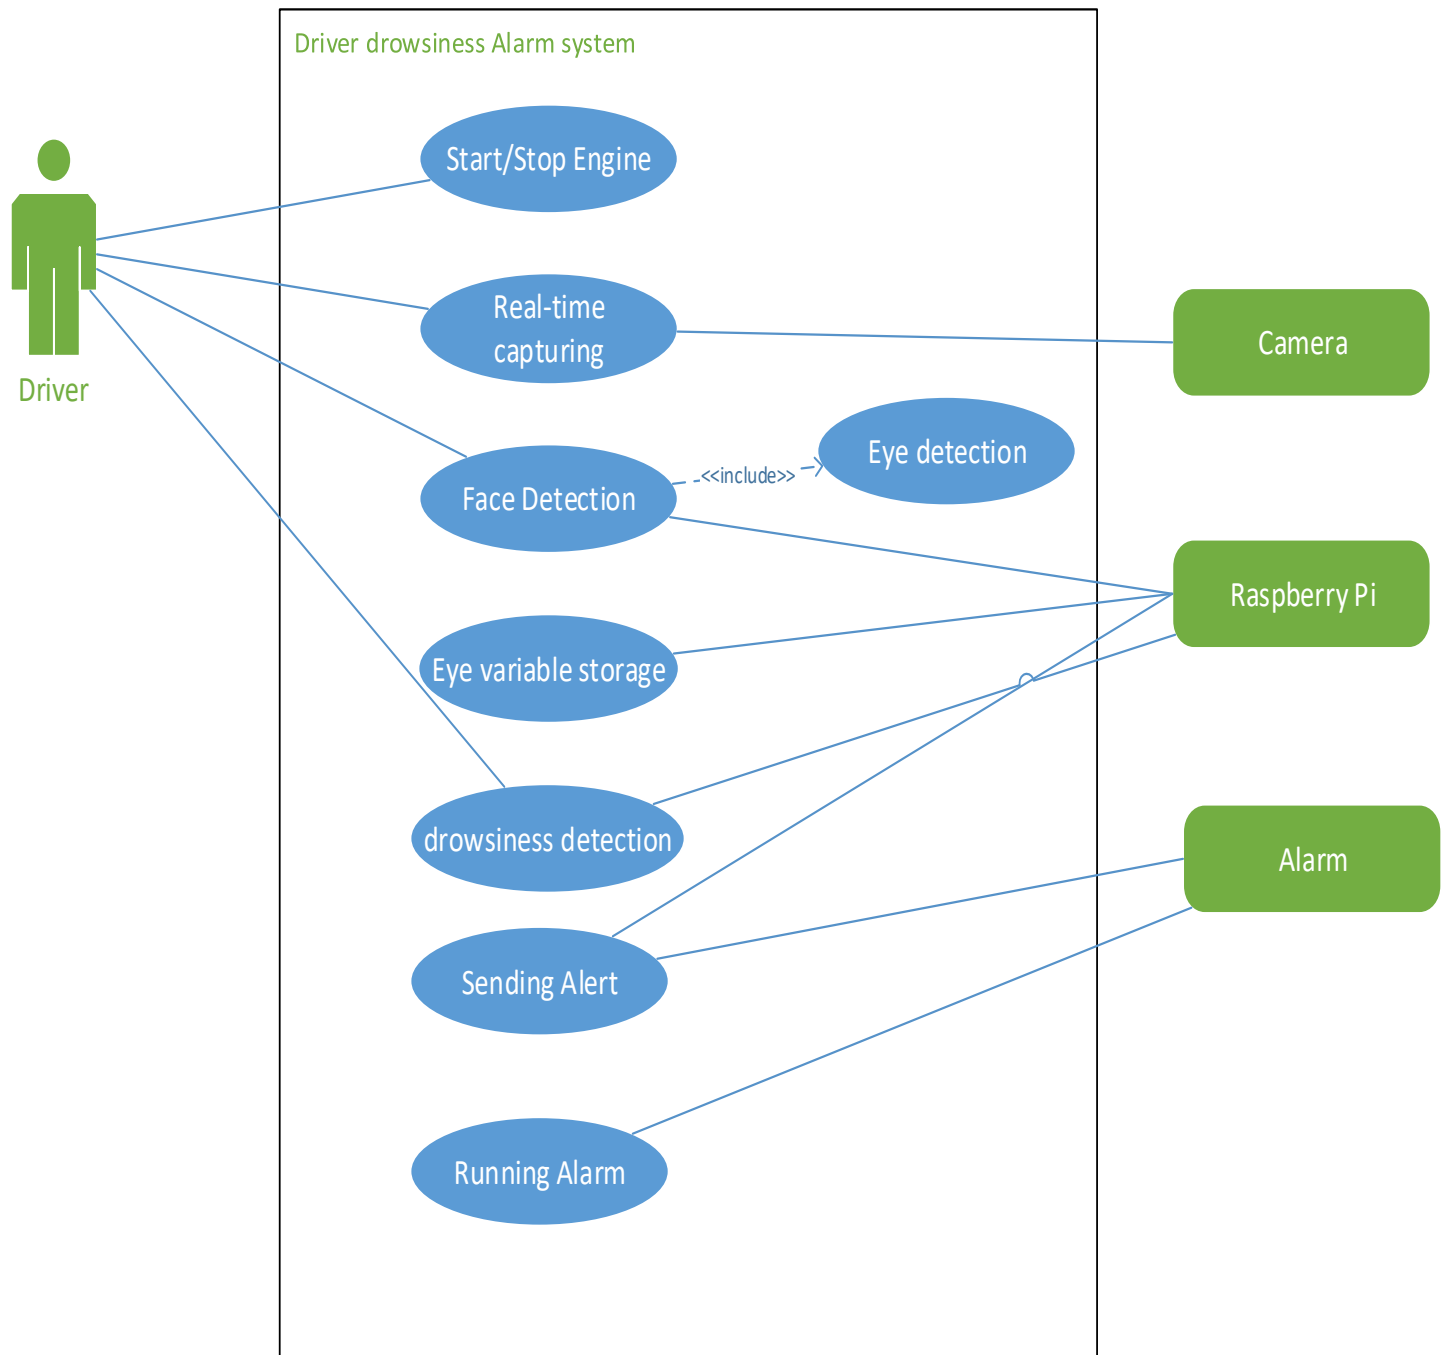 Driver drowsiness Alarm system
Start/Stop Engine
Real-time
capturing
Camera
Driver
Eye detection
<<include>>
Face Detection
Raspberry Pi
Eye variable storage
drowsiness detection
Alarm
Sending Alert
Running Alarm